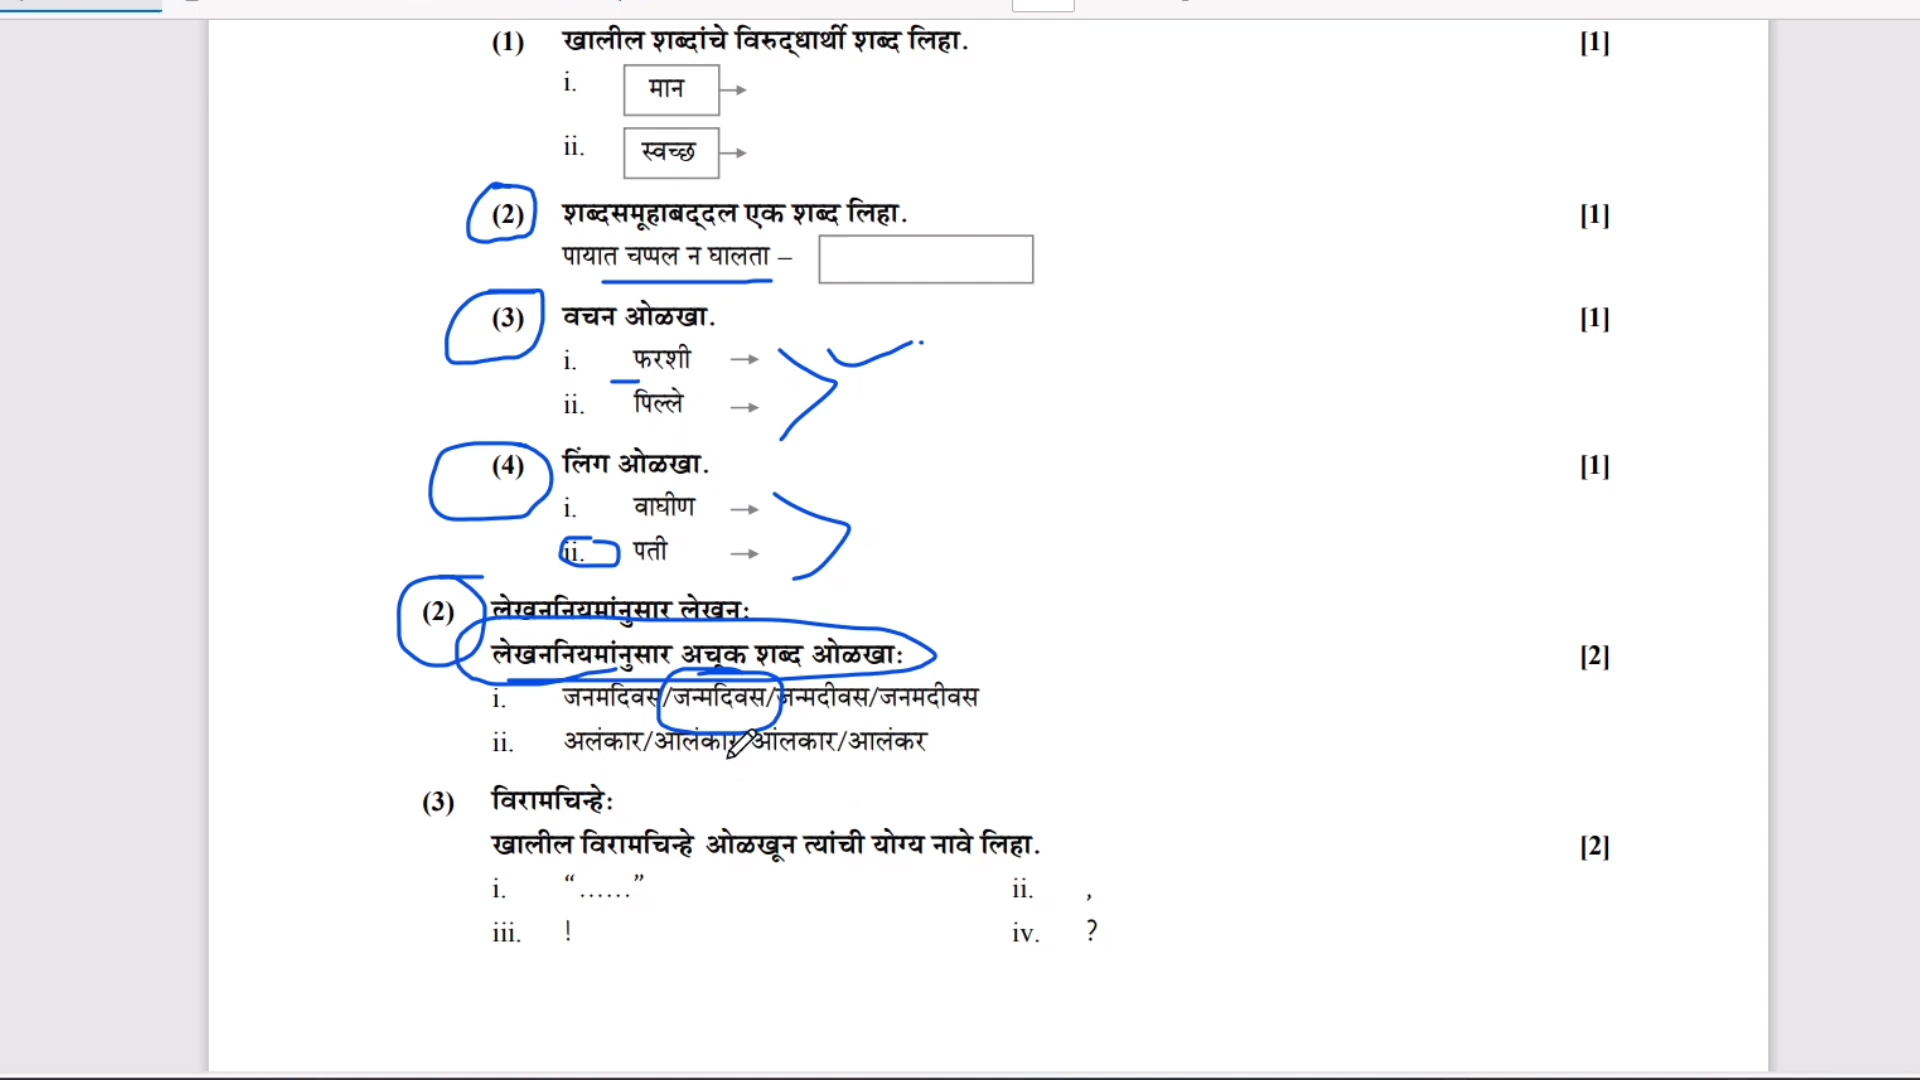 (1) खालील शब्दांचे विरुद्धार्थी शब्द लिहा. [1]
i. मान →
ii. स्वच्छ →
(2) शब्दसमूहाबद्दल एक शब्द लिहा. [1]
पायात चप्पल न घालता –
(3) वचन ओळखा. [1]
i. फरशी →
ii. पिल्ले →
(4) लिंग ओळखा. [1]
i. वाघीण →
ii. पती →
(2) लेखननियमांनुसार लेखन:
लेखननियमांनुसार अचूक शब्द ओळखा: [2]
i. जनमदिवस/जन्मदिवस/जन्मदीवस/जनमदीवस
ii. अलंकार/आलंकार/आंलकार/आलंकर
(3) विरामचिन्हे:
खालील विरामचिन्हे ओळखून त्यांची योग्य नावे लिहा. [2]
i. “......” ii. ,
iii. ! iv. ?